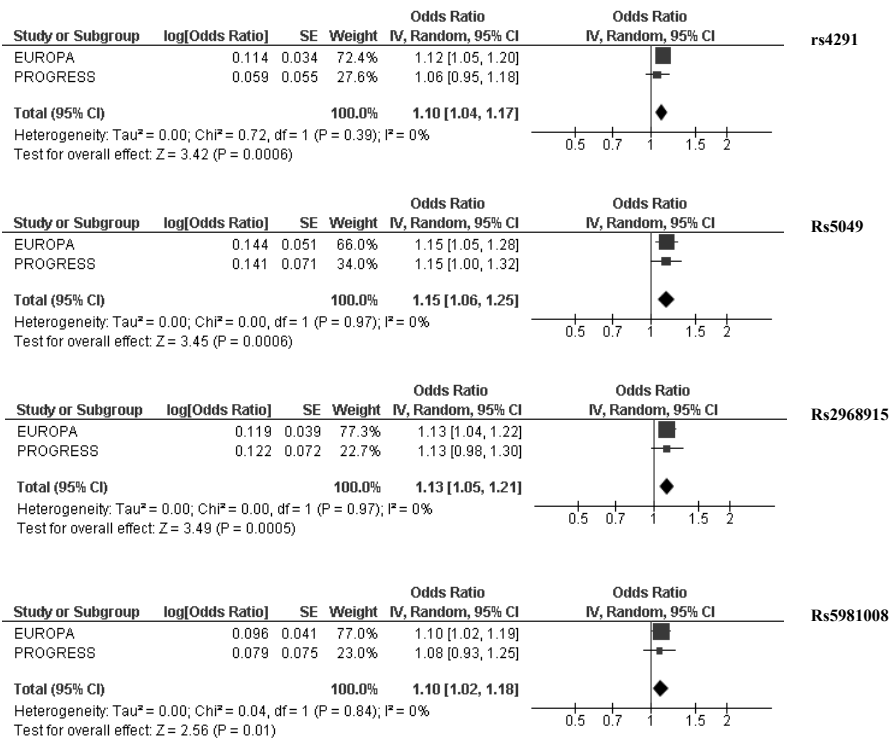 Odds Ratio Odds Ratio
Study or Subgroup log[Odds Ratio] SE Weight IV, Random, 95% CI IV, Random, 95% CI rs4291
EUROPA 0.114 0.034 72.4% 1.12 [1.05, 1.20]
PROGRESS 0.059 0.055 27.6% 1.06 [0.95, 1.18]
Total (95% CI) 100.0% 1.10 [1.04, 1.17]
Heterogeneity: Tau² = 0.00; Chi² = 0.72, df = 1 (P = 0.39); I² = 0%
0.5 0.7 1 1.5 2
Test for overall effect: Z = 3.42 (P = 0.0006)
Odds Ratio Odds Ratio
Study or Subgroup log[Odds Ratio] SE Weight IV, Random, 95% CI IV, Random, 95% CI Rs5049
EUROPA 0.144 0.051 66.0% 1.15 [1.05, 1.28]
PROGRESS 0.141 0.071 34.0% 1.15 [1.00, 1.32]
Total (95% CI) 100.0% 1.15 [1.06, 1.25]
Heterogeneity: Tau² = 0.00; Chi² = 0.00, df = 1 (P = 0.97); I² = 0%
0.5 0.7 1 1.5 2
Test for overall effect: Z = 3.45 (P = 0.0006)
Odds Ratio Odds Ratio
Study or Subgroup log[Odds Ratio] SE Weight IV, Random, 95% CI IV, Random, 95% CI Rs2968915
EUROPA 0.119 0.039 77.3% 1.13 [1.04, 1.22]
PROGRESS 0.122 0.072 22.7% 1.13 [0.98, 1.30]
Total (95% CI) 100.0% 1.13 [1.05, 1.21]
Heterogeneity: Tau² = 0.00; Chi² = 0.00, df = 1 (P = 0.97); I² = 0%
0.5 0.7 1 1.5 2
Test for overall effect: Z = 3.49 (P = 0.0005)
Odds Ratio Odds Ratio
Study or Subgroup log[Odds Ratio] SE Weight IV, Random, 95% CI IV, Random, 95% CI Rs5981008
EUROPA 0.096 0.041 77.0% 1.10 [1.02, 1.19]
PROGRESS 0.079 0.075 23.0% 1.08 [0.93, 1.25]
Total (95% CI) 100.0% 1.10 [1.02, 1.18]
Heterogeneity: Tau² = 0.00; Chi² = 0.04, df = 1 (P = 0.84); I² = 0%
0.5 0.7 1 1.5 2
Test for overall effect: Z = 2.56 (P = 0.01)